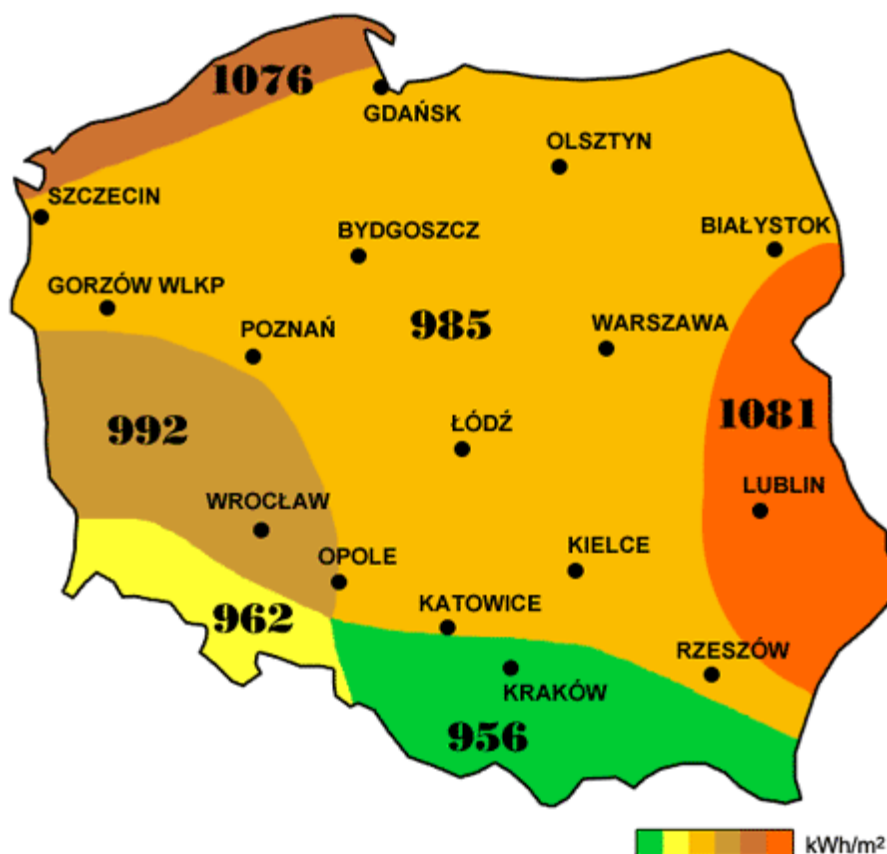 1076
GDAŃSK
OLSZTYN
SZCZECIN
BIAŁYSTOK
BYDGOSZCZ
GORZÓW WLKP
POZNAŃ
985
WARSZAWA
992
1081
ŁÓDŹ
LUBLIN
WROCŁAW
OPOLE
KIELCE
KATOWICE
962
RZESZÓW
KRAKÓW
956
kWh/m²